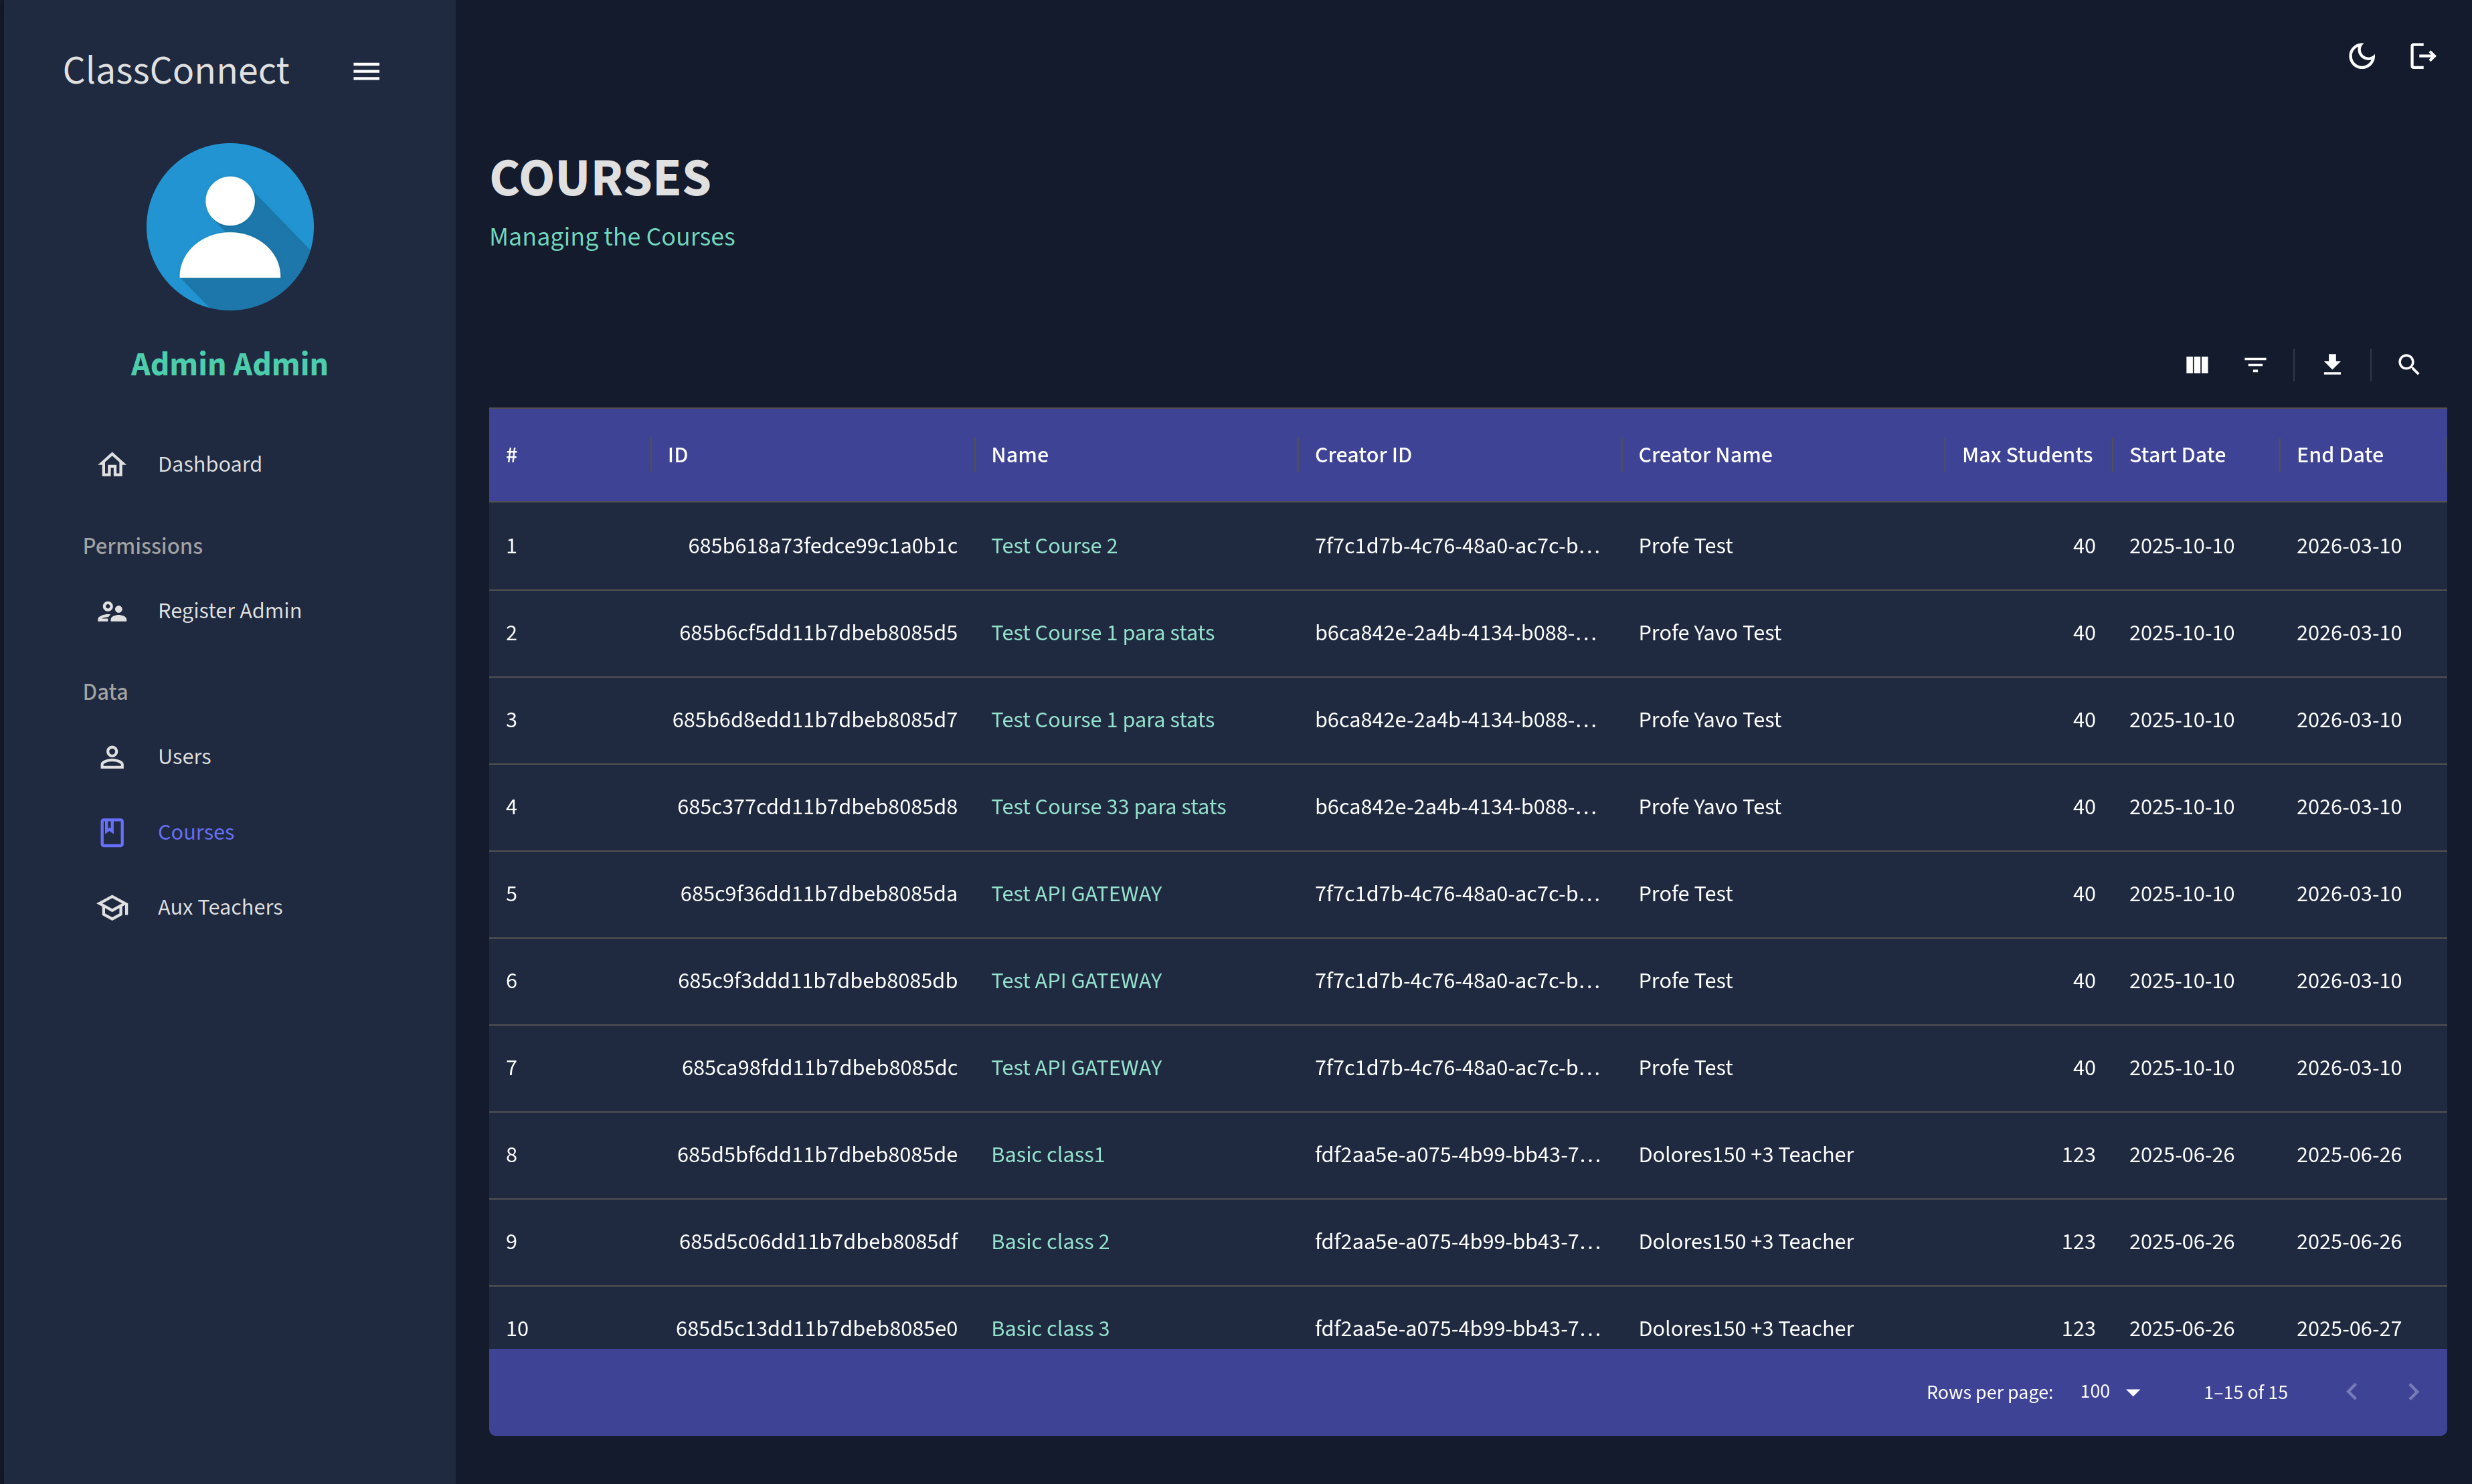 ClassConnect
Admin Admin
Dashboard
Permissions
Register Admin
Data
Users
Courses
Aux Teachers
COURSES
Managing the Courses
# ID Name Creator ID Creator Name Max Students Start Date End Date
1 685b618a73fedce99c1a0b1c Test Course 2 7f7c1d7b-4c76-48a0-ac7c-b... Profe Test 40 2025-10-10 2026-03-10
2 685b6cf5dd11b7dbeb8085d5 Test Course 1 para stats b6ca842e-2a4b-4134-b088-... Profe Yavo Test 40 2025-10-10 2026-03-10
3 685b6d8edd11b7dbeb8085d7 Test Course 1 para stats b6ca842e-2a4b-4134-b088-... Profe Yavo Test 40 2025-10-10 2026-03-10
4 685c377cdd11b7dbeb8085d8 Test Course 33 para stats b6ca842e-2a4b-4134-b088-... Profe Yavo Test 40 2025-10-10 2026-03-10
5 685c9f36dd11b7dbeb8085da Test API GATEWAY 7f7c1d7b-4c76-48a0-ac7c-b... Profe Test 40 2025-10-10 2026-03-10
6 685c9f3ddd11b7dbeb8085db Test API GATEWAY 7f7c1d7b-4c76-48a0-ac7c-b... Profe Test 40 2025-10-10 2026-03-10
7 685ca98fdd11b7dbeb8085dc Test API GATEWAY 7f7c1d7b-4c76-48a0-ac7c-b... Profe Test 40 2025-10-10 2026-03-10
8 685d5bf6dd11b7dbeb8085de Basic class1 fdf2aa5e-a075-4b99-bb43-7... Dolores150 +3 Teacher 123 2025-06-26 2025-06-26
9 685d5c06dd11b7dbeb8085df Basic class 2 fdf2aa5e-a075-4b99-bb43-7... Dolores150 +3 Teacher 123 2025-06-26 2025-06-26
10 685d5c13dd11b7dbeb8085e0 Basic class 3 fdf2aa5e-a075-4b99-bb43-7... Dolores150 +3 Teacher 123 2025-06-26 2025-06-27
Rows per page: 100 1–15 of 15